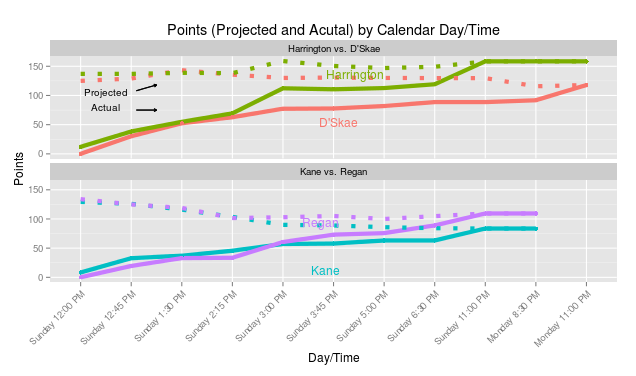 Points (Projected and Acutal) by Calendar Day/Time
Harrington vs. D'Skae
150
100
50
0
Projected
Actual
Harrington
D'Skae
Points
Kane vs. Regan
150
100
50
0
Regan
Kane
Sunday 12:00 PM
Sunday 12:45 PM
Sunday 1:30 PM
Sunday 2:15 PM
Sunday 3:00 PM
Sunday 3:45 PM
Sunday 5:00 PM
Sunday 6:30 PM
Sunday 11:00 PM
Monday 8:30 PM
Monday 11:00 PM
Day/Time